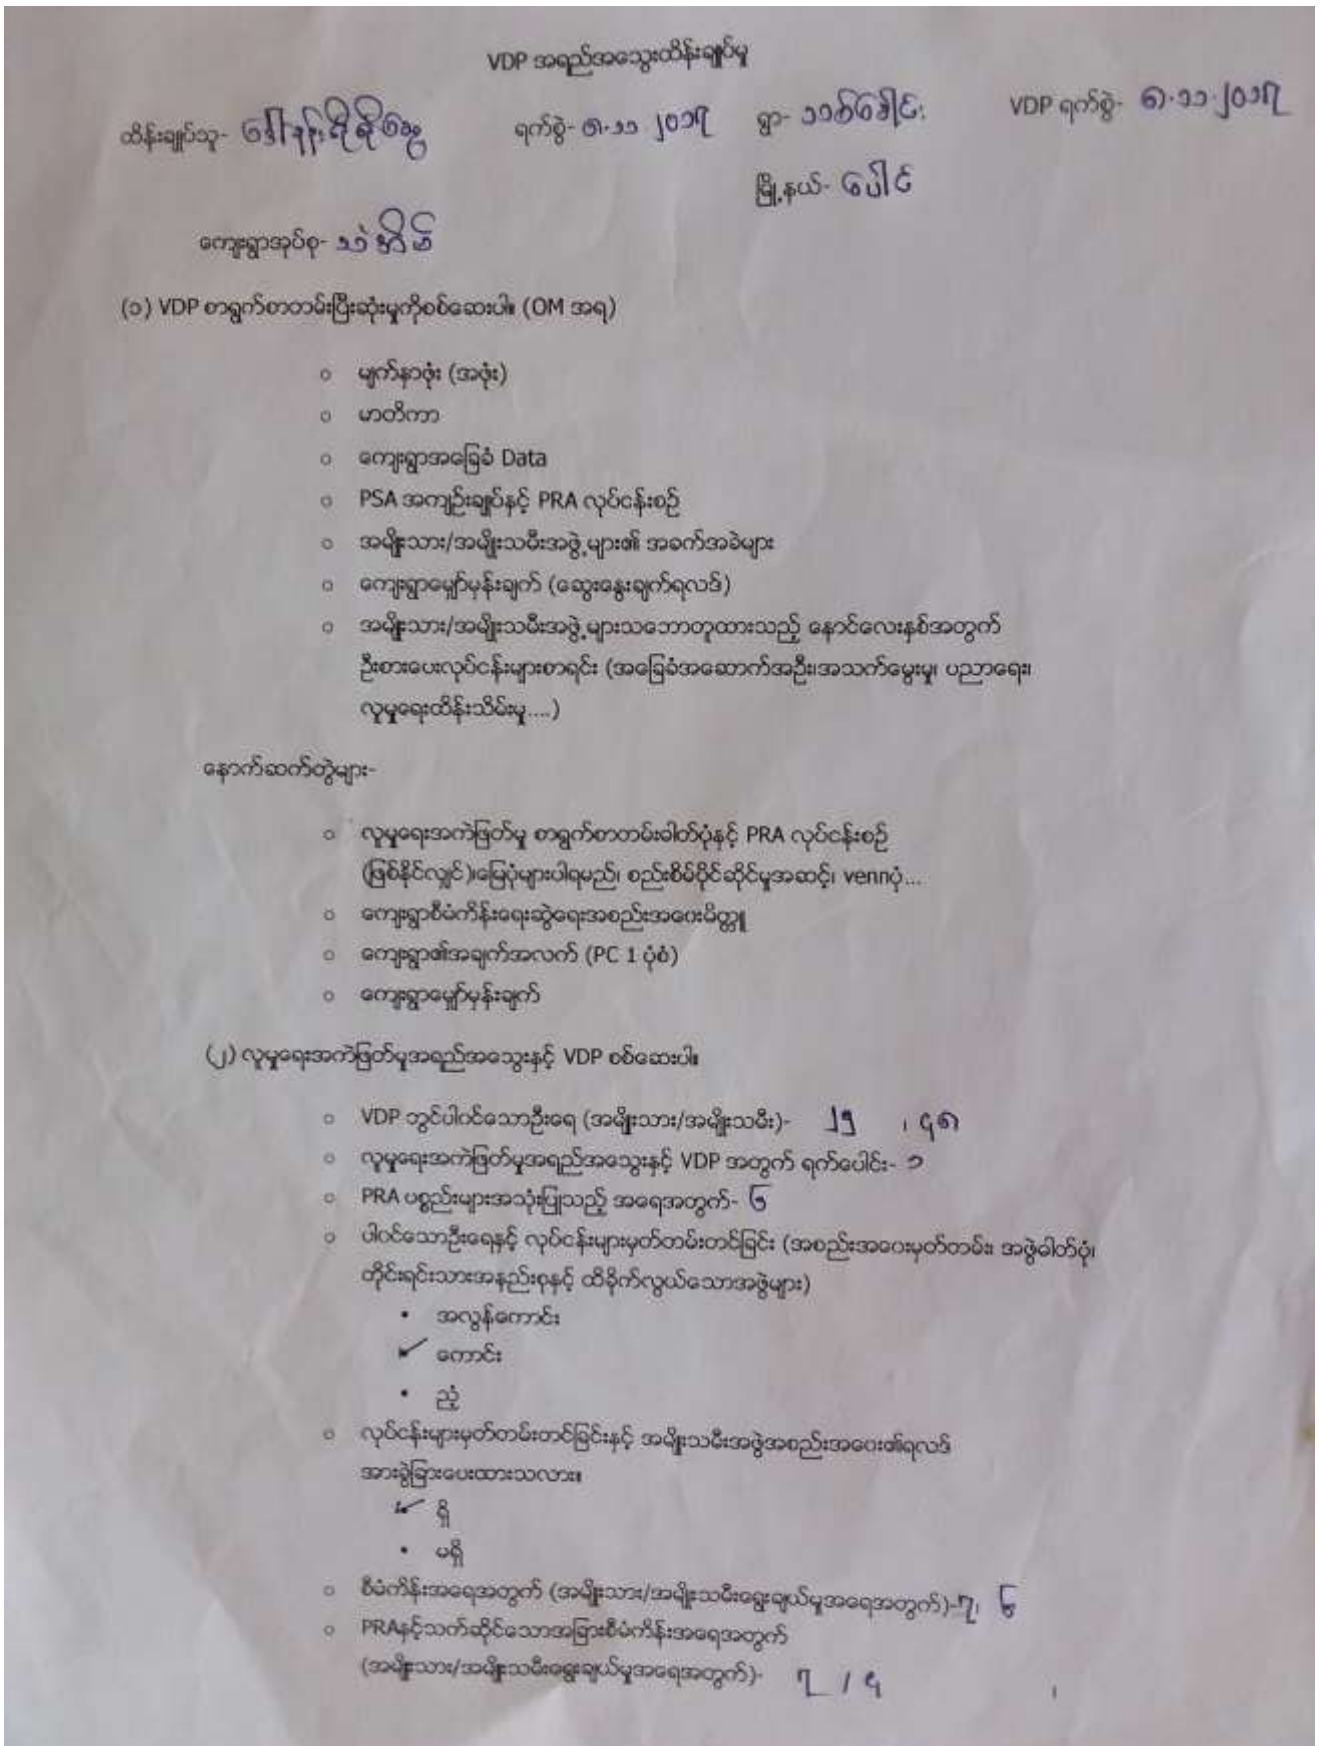 VDP အရည်အသွေးထိန်းချုပ်မှု
ထိန်းချုပ်သူ- ဒေါ်နန်း ရက်စွဲ- ၈.၁၁.၂၀၁၇ ရွာ- သစ်ခေါင်း VDP ရက်စွဲ- ၆.၁၁.၂၀၁၇
မြို့နယ်- ပေါင်
ကျေးရွာအုပ်စု- သဲအိမ်
(၁) VDP စာရွက်စာတမ်းပြီးဆုံးမှုကိုစစ်ဆေးပါ။ (OM အရ)
○ မျက်နှာဖုံး (အဖုံး)
○ မာတိကာ
○ ကျေးရွာအခြေခံ Data
○ PSA အကျဉ်းချုပ်နှင့် PRA လုပ်ငန်းစဉ်
○ အမျိုးသား/အမျိုးသမီးအဖွဲ့များ၏ အခက်အခဲများ
○ ကျေးရွာမျှော်မှန်းချက် (ဆွေးနွေးချက်ရလဒ်)
○ အမျိုးသား/အမျိုးသမီးအဖွဲ့များသဘောတူထားသည့် နောင်လေးနှစ်အတွက်
ဦးစားပေးလုပ်ငန်းများစာရင်း (အခြေခံအဆောက်အဦး၊အသက်မွေးမှု၊ ပညာရေး၊
လူမှုရေးထိန်းသိမ်းမှု....)
နောက်ဆက်တွဲများ-
○ လူမှုရေးအကဲဖြတ်မှု စာရွက်စာတမ်းဓါတ်ပုံနှင့် PRA လုပ်ငန်းစဉ်
(ဖြစ်နိုင်လျှင်)၊မြေပုံများပါရမည်၊ စည်းစိမ်ပိုင်ဆိုင်မှုအဆင့်၊ vennပုံ...
○ ကျေးရွာစီမံကိန်းရေးဆွဲရေးအစည်းအဝေးမိတ္တူ
○ ကျေးရွာ၏အချက်အလက် (PC 1 ပုံစံ)
○ ကျေးရွာမျှော်မှန်းချက်
(၂) လူမှုရေးအကဲဖြတ်မှုအရည်အသွေးနှင့် VDP စစ်ဆေးပါ။
○ VDP တွင်ပါဝင်သောဦးရေ (အမျိုးသား/အမျိုးသမီး)- ၂၅ ၊ ၄၈
○ လူမှုရေးအကဲဖြတ်မှုအရည်အသွေးနှင့် VDP အတွက် ရက်ပေါင်း- ၁
○ PRA ပစ္စည်းများအသုံးပြုသည့် အရေအတွက်- ၆
○ ပါဝင်သောဦးရေနှင့် လုပ်ငန်းများမှတ်တမ်းတင်ခြင်း (အစည်းအဝေးမှတ်တမ်း၊ အဖွဲ့ဓါတ်ပုံ၊
တိုင်းရင်းသားအနည်းစုနှင့် ထိခိုက်လွယ်သောအဖွဲ့များ)
• အလွန်ကောင်း
✓ ကောင်း
• ညံ့
○ လုပ်ငန်းများမှတ်တမ်းတင်ခြင်းနှင့် အမျိုးသမီးအဖွဲ့အစည်းအဝေး၏ရလဒ်
အားခွဲခြားပေးထားသလား။
✓ ရှိ
• မရှိ
○ စီမံကိန်းအရေအတွက် (အမျိုးသား/အမျိုးသမီးရွေးချယ်မှုအရေအတွက်)-၇၊ ၆
○ PRAနှင့်သက်ဆိုင်သောအခြားစီမံကိန်းအရေအတွက်
(အမျိုးသား/အမျိုးသမီးရွေးချယ်မှုအရေအတွက်)- ၇ / ၄